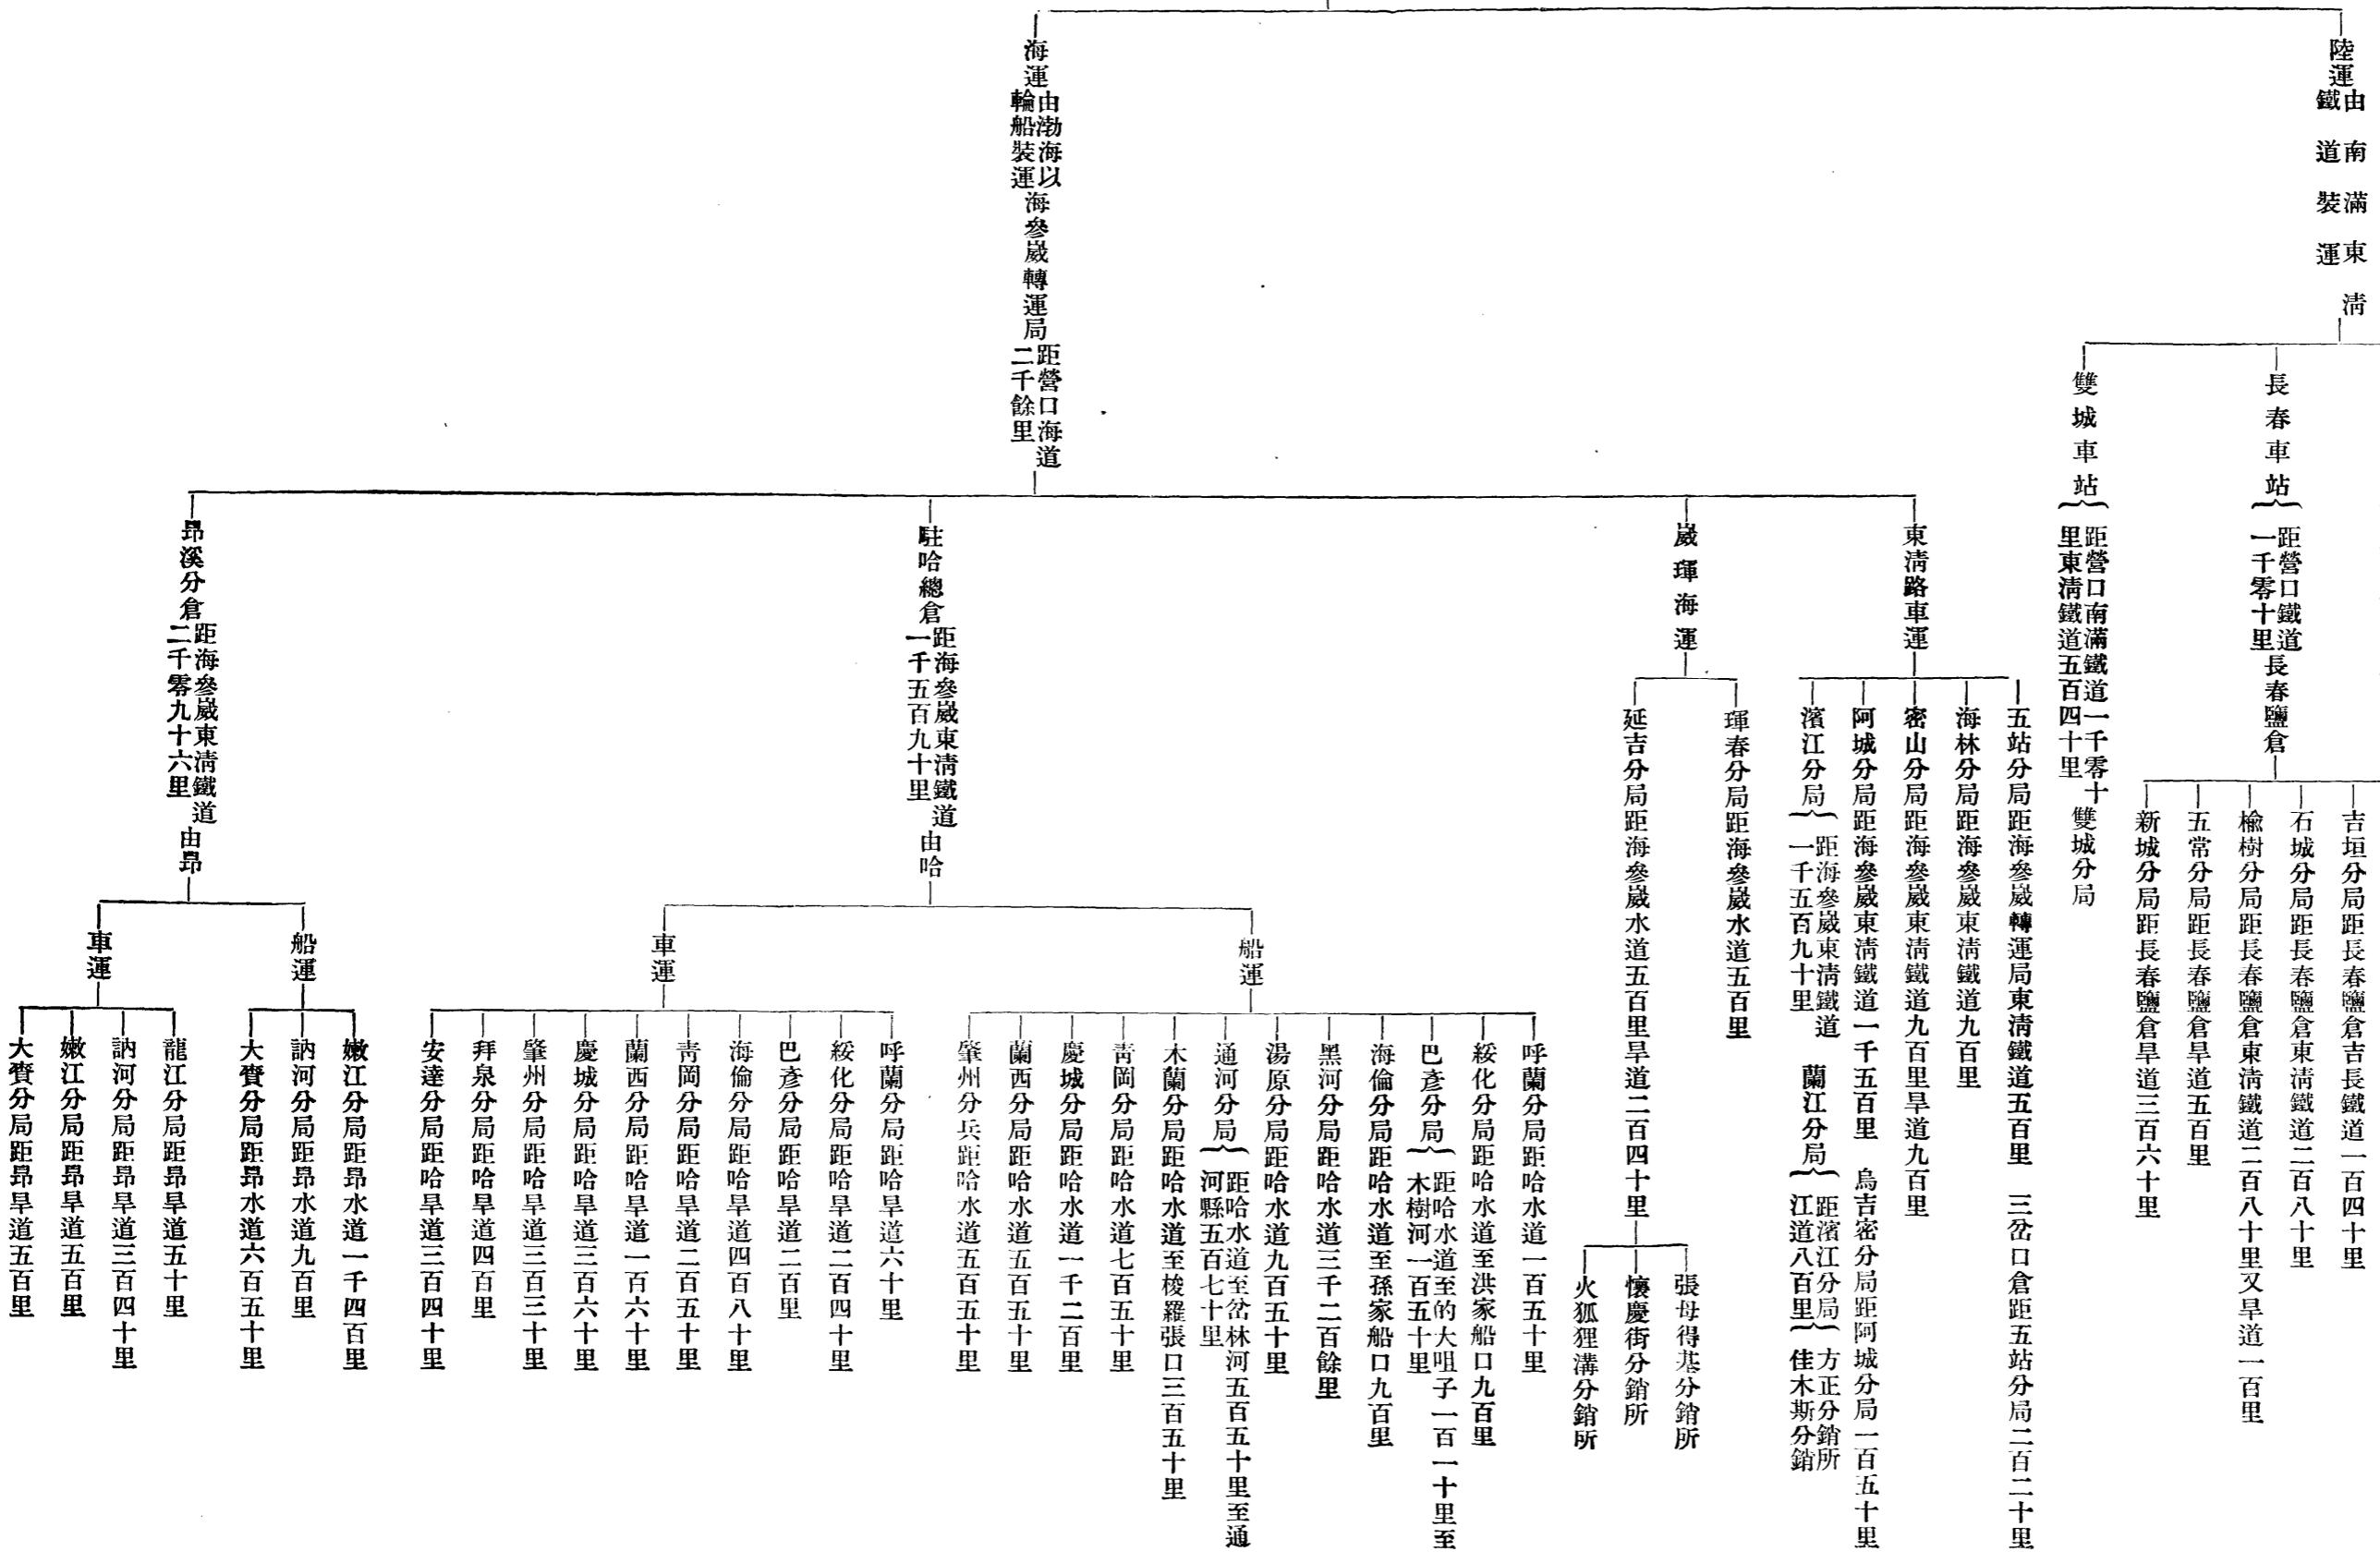 陸運由南滿東淸鐵道裝運
長春車站
距營口鐵道一千零十里
長春鹽倉
吉垣分局距長春鹽倉吉長鐵道一百四十里
石城分局距長春鹽倉東淸鐵道二百八十里
楡樹分局距長春鹽倉東淸鐵道二百八十里又旱道一百里
五常分局距長春鹽倉旱道五百里
新城分局距長春鹽倉旱道三百六十里
雙城車站
距營口南滿鐵道一千零十里東淸鐵道五百四十里
雙城分局
海運由渤海以輪船裝運海參崴轉運局距營口海道二千餘里
東淸路車運
五站分局距海參崴轉運局東淸鐵道五百里
三岔口倉距五站分局二百二十里
海林分局距海參崴東淸鐵道九百里
密山分局距海參崴東淸鐵道九百里旱道九百里
阿城分局距海參崴東淸鐵道一千五百里
烏吉密分局距阿城分局一百五十里
濱江分局
距海參崴東淸鐵道一千五百九十里
蘭江分局
距濱江分局江道八百里
方正分銷所
佳木斯分銷
崴琿海運
琿春分局距海參崴水道五百里
延吉分局距海參崴水道五百里旱道二百四十里
張母得基分銷所
懷慶街分銷所
火狐狸溝分銷所
駐哈總倉距海參崴東淸鐵道一千五百九十里由哈
船運
呼蘭分局距哈水道一百五十里
綏化分局距哈水道至洪家船口九百里
巴彥分局
距哈水道至的大咀子一百一十里至木樹河一百五十里
海倫分局距哈水道至孫家船口九百里
黑河分局距哈水道三千二百餘里
湯原分局距哈水道九百五十里
通河分局
距哈水道至岔林河五百五十里至通河縣五百七十里
木蘭分局距哈水道至梭羅張口三百五十里
靑岡分局距哈水道七百五十里
慶城分局距哈水道一千二百里
蘭西分局距哈水道五百五十里
肇州分兵距哈水道五百五十里
車運
呼蘭分局距哈旱道六十里
綏化分局距哈旱道二百四十里
巴彥分局距哈旱道二百里
海倫分局距哈旱道四百八十里
靑岡分局距哈旱道二百五十里
蘭西分局距哈旱道一百六十里
慶城分局距哈旱道三百六十里
肇州分局距哈旱道三百三十里
拜泉分局距哈旱道四百里
安達分局距哈旱道三百四十里
昻溪分倉距海參崴東淸鐵道二千零九十六里由昻
船運
嫩江分局距昻水道一千四百里
訥河分局距昻水道九百里
大賚分局距昻水道六百五十里
車運
龍江分局距昻旱道五十里
訥河分局距昻旱道三百四十里
嫩江分局距昻旱道五百里
大賚分局距昻旱道五百里